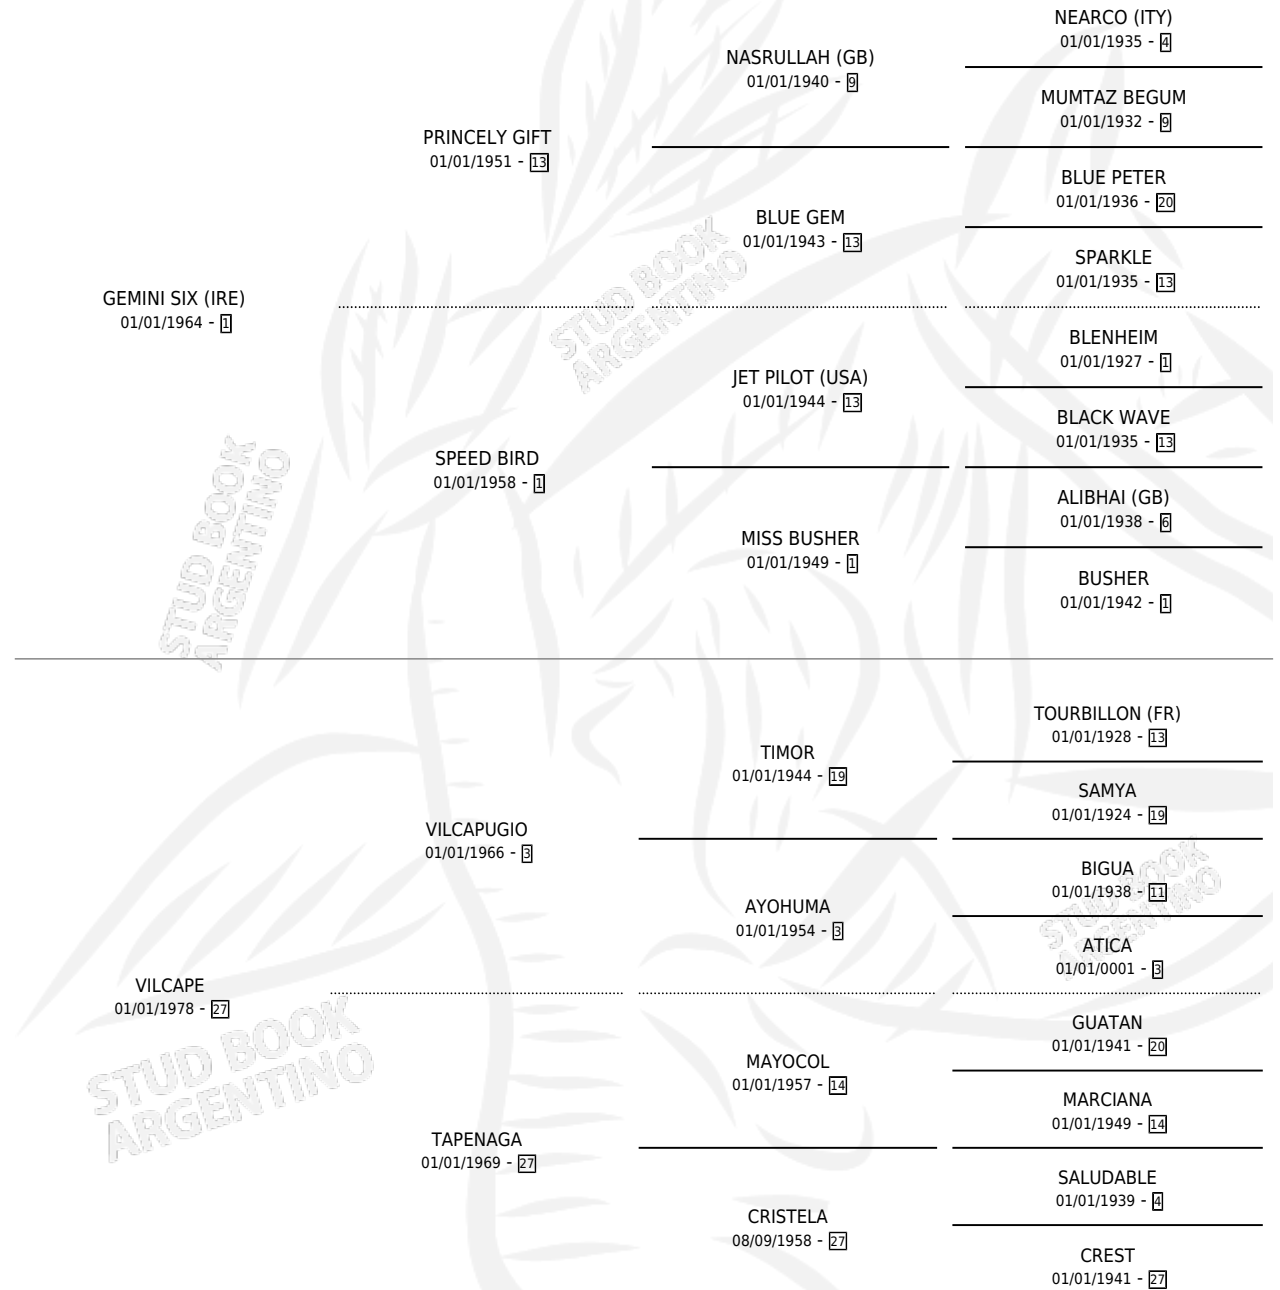 NEARCO (ITY)
01/01/1935 - 4
NASRULLAH (GB)
01/01/1940 - 9
MUMTAZ BEGUM
01/01/1932 - 9
PRINCELY GIFT
01/01/1951 - 13
BLUE PETER
01/01/1936 - 20
BLUE GEM
01/01/1943 - 13
SPARKLE
01/01/1935 - 13
GEMINI SIX (IRE)
01/01/1964 - 1
STUD BOOK
ARGENTINO
BLENHEIM
01/01/1927 - 1
JET PILOT (USA)
01/01/1944 - 13
BLACK WAVE
01/01/1935 - 13
SPEED BIRD
01/01/1958 - 1
ALIBHAI (GB)
01/01/1938 - 6
MISS BUSHER
01/01/1949 - 1
BUSHER
01/01/1942 - 1
STUD BOOK
ARGENTINO
TOURBILLON (FR)
01/01/1928 - 13
TIMOR
01/01/1944 - 19
SAMYA
01/01/1924 - 19
VILCAPUGIO
01/01/1966 - 3
BIGUA
01/01/1938 - 11
AYOHUMA
01/01/1954 - 3
STUD BOOK
ARGENTINO
ATICA
01/01/0001 - 3
VILCAPE
01/01/1978 - 27
GUATAN
01/01/1941 - 20
MAYOCOL
01/01/1957 - 14
STUD BOOK
ARGENTINO
MARCIANA
01/01/1949 - 14
TAPENAGA
01/01/1969 - 27
SALUDABLE
01/01/1939 - 4
CRISTELA
08/09/1958 - 27
CREST
01/01/1941 - 27